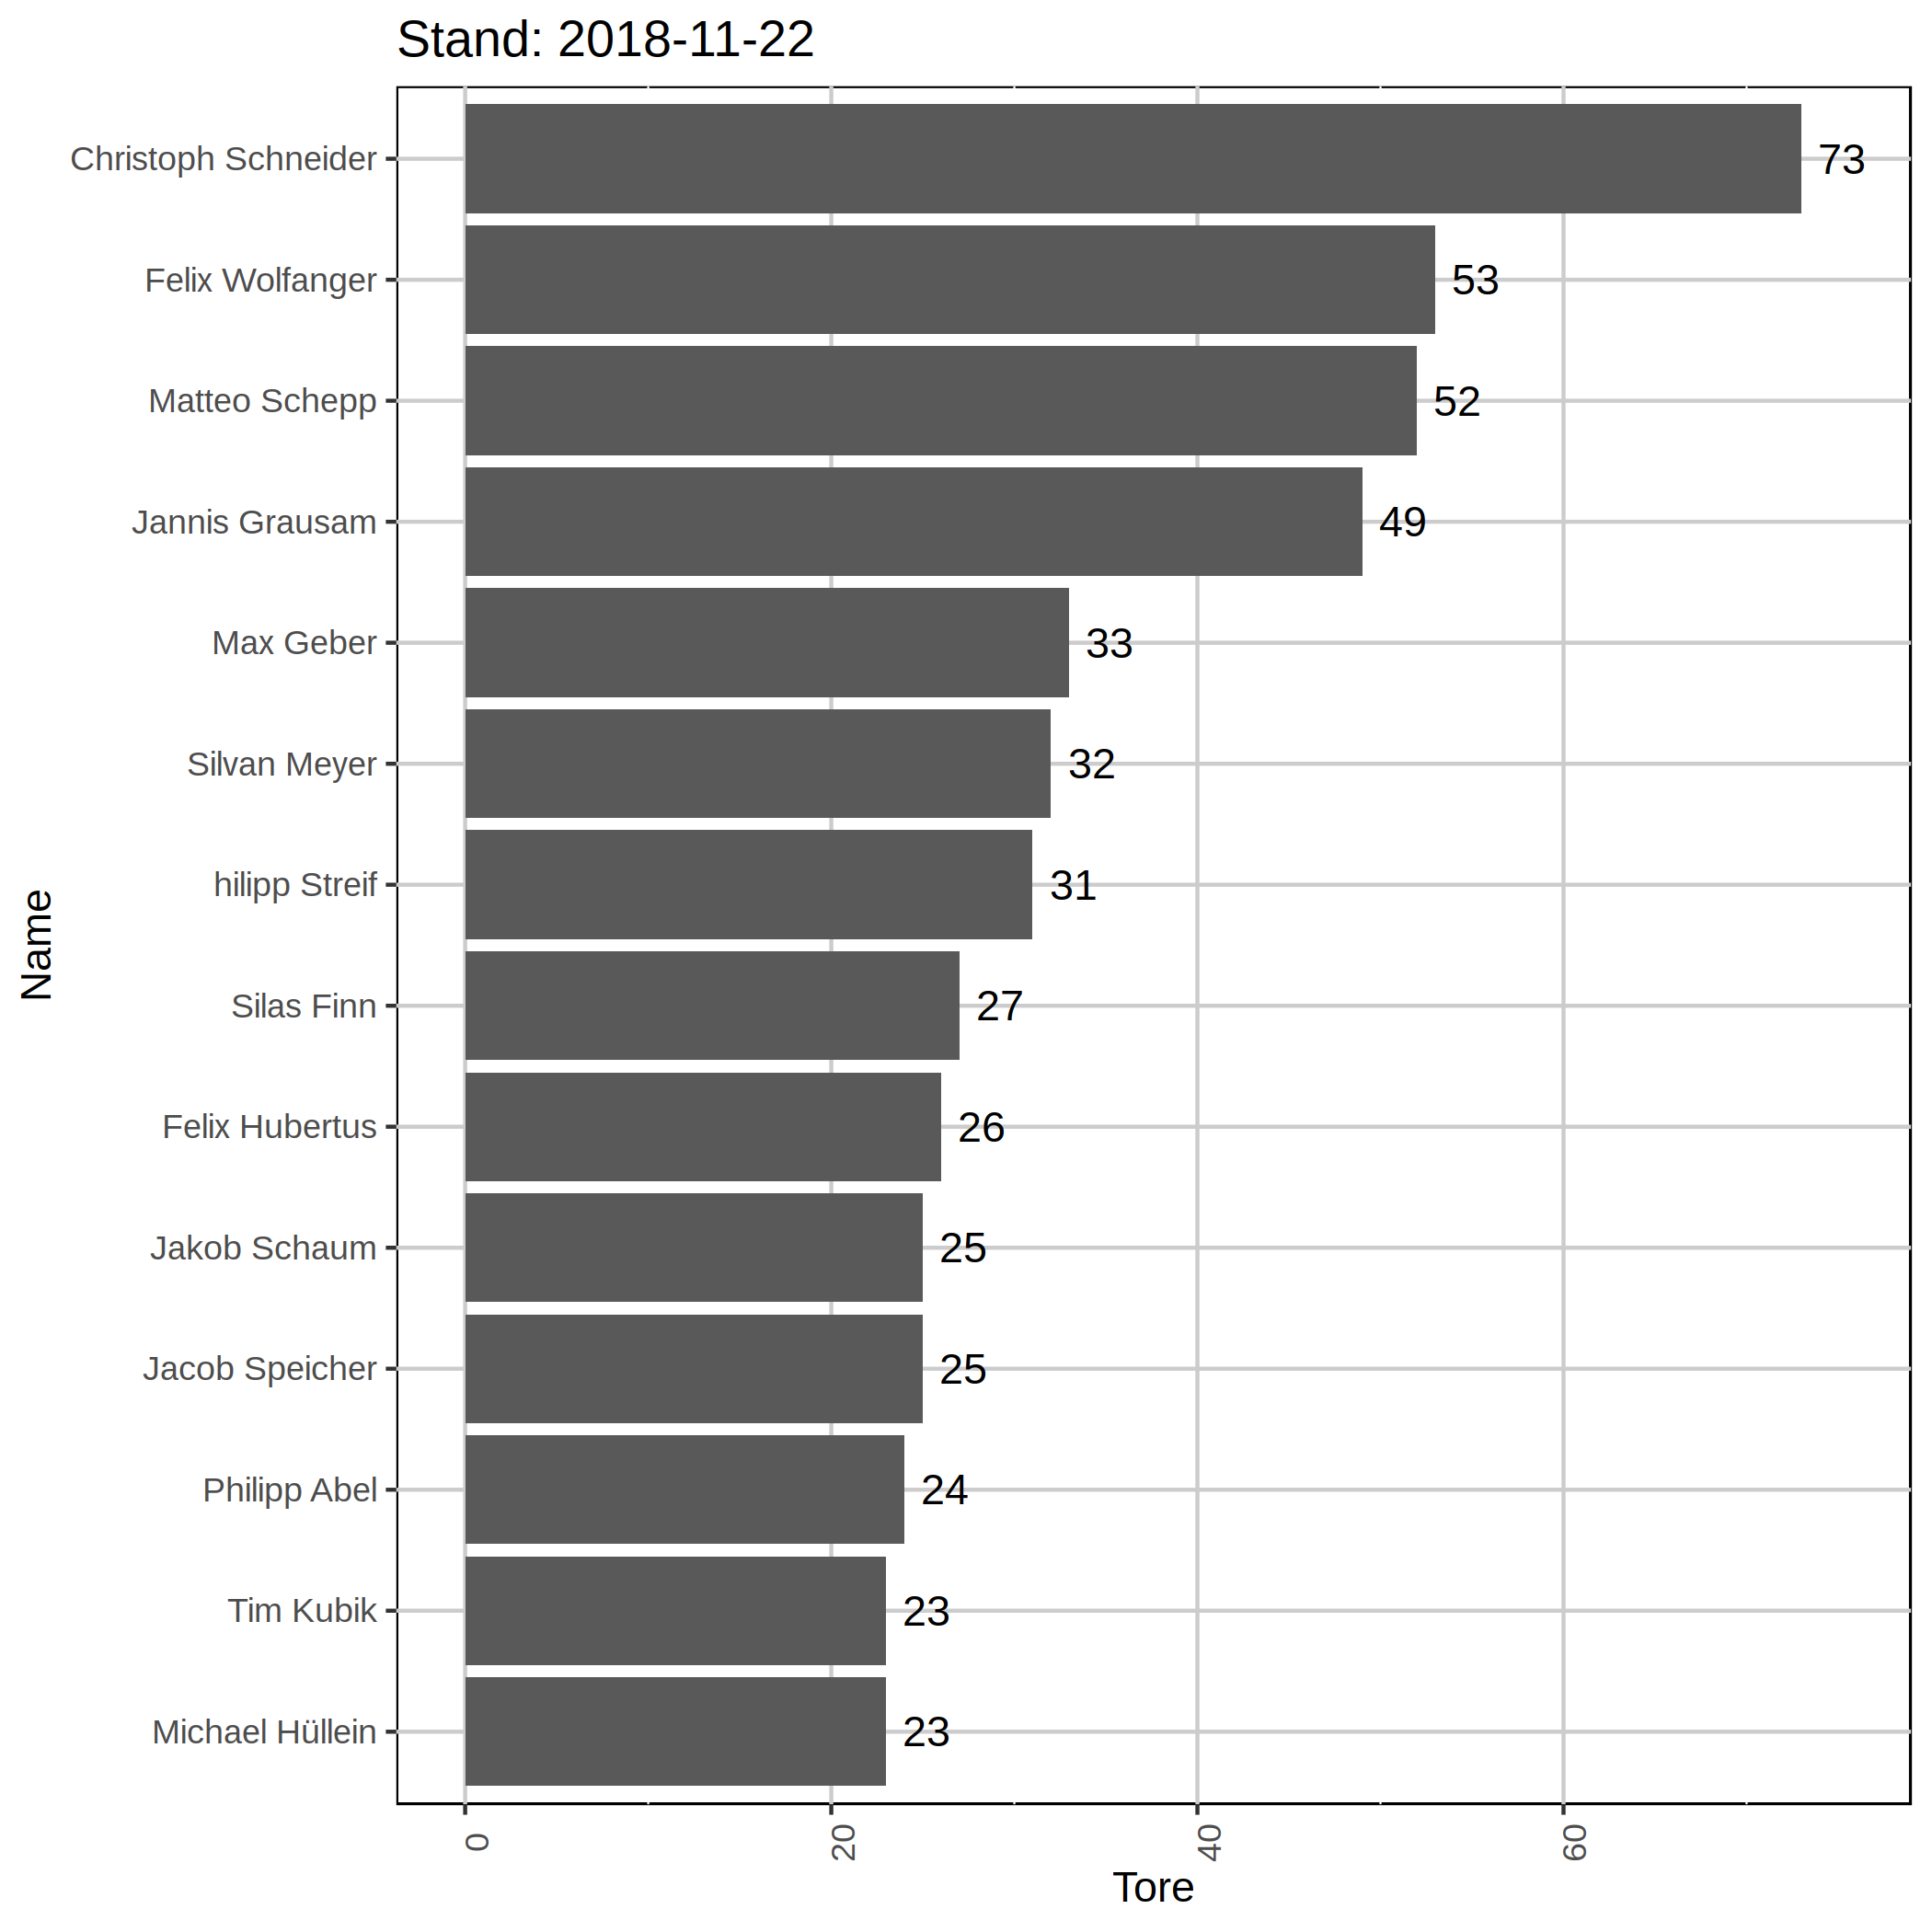 Stand: 2018-11-22
Christoph Schneider 73
Felix Wolfanger 53
Matteo Schepp 52
Jannis Grausam 49
Max Geber 33
Silvan Meyer 32
hilipp Streif 31
Silas Finn 27
Felix Hubertus 26
Jakob Schaum 25
Jacob Speicher 25
Philipp Abel 24
Tim Kubik 23
Michael Hüllein 23
Name
0 20 40 60
Tore